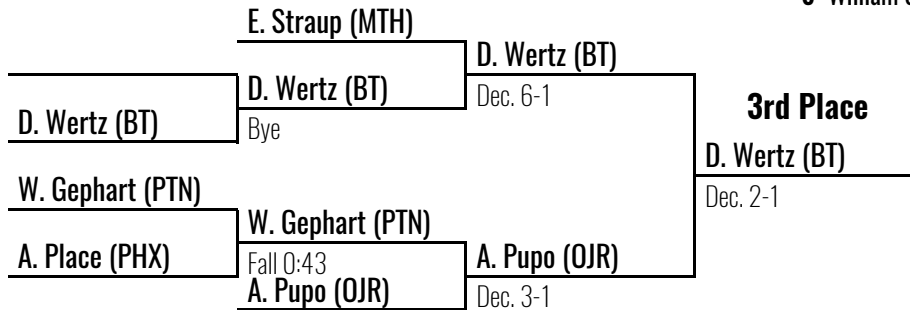 William
E. Straup (MTH)
D. Wertz (BT)
D. Wertz (BT)
Dec. 6-1
3rd Place
D. Wertz (BT)
Bye
D. Wertz (BT)
W. Gephart (PTN)
Dec. 2-1
W. Gephart (PTN)
A. Place (PHX)
Fall 0:43
A. Pupo (OJR)
A. Pupo (OJR)
Dec. 3-1